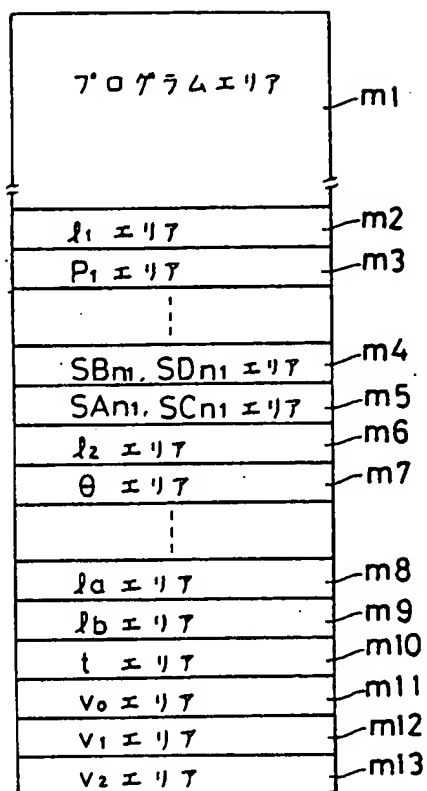 プログラムエリア m1
l1 エリア m2
P1 エリア m3
m4
SBn1, SDn1 エリア
m5
SAn1, SCn1 エリア
m6
l2 エリア
m7
θ エリア
m8
la エリア
m9
lb エリア
m10
t エリア
m11
v0 エリア
m12
v1 エリア
m13
v2 エリア